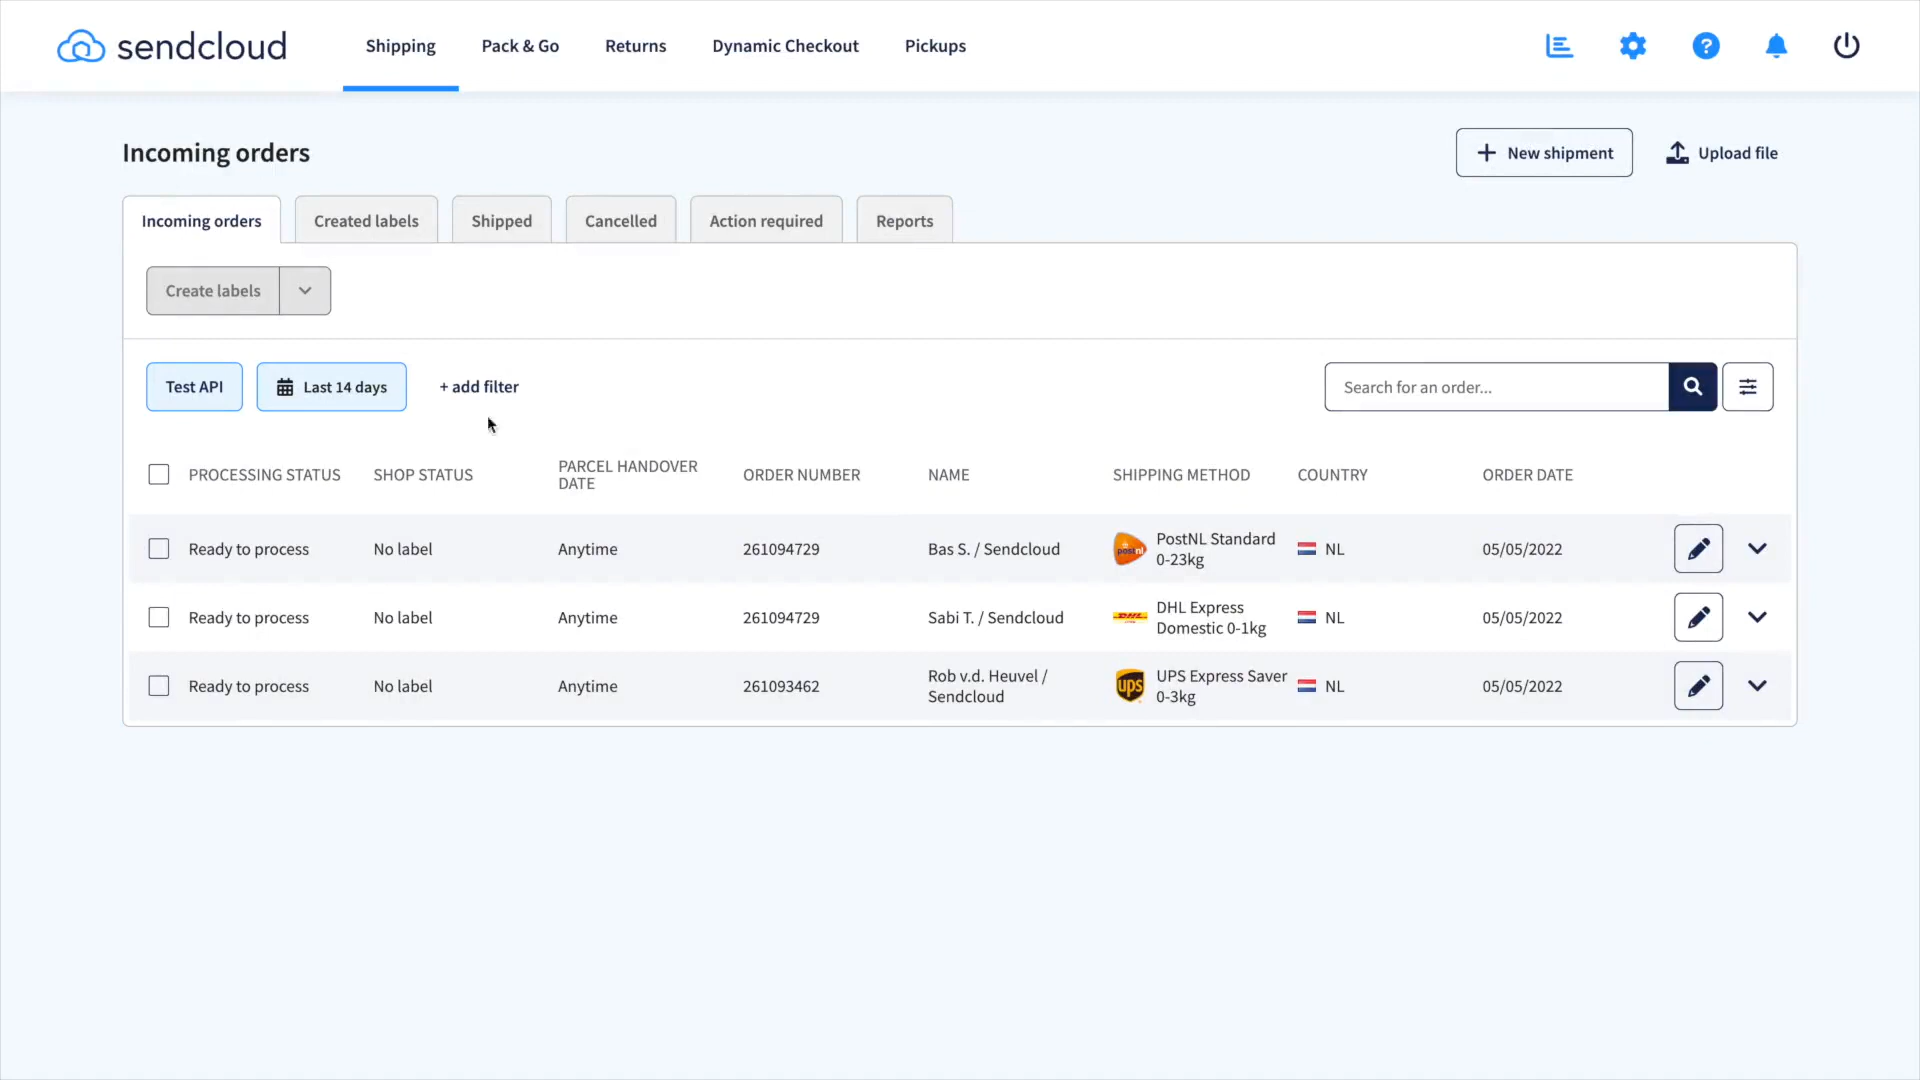 sendcloud
Shipping
Pack & Go
Returns
Dynamic Checkout
Pickups
Incoming orders
New shipment
Upload file
Incoming orders
Created labels
Shipped
Cancelled
Action required
Reports
Create labels
Test API
Last 14 days
+ add filter
Search for an order...
PROCESSING STATUS
SHOP STATUS
PARCEL HANDOVER
DATE
ORDER NUMBER
NAME
SHIPPING METHOD
COUNTRY
ORDER DATE
Ready to process
No label
Anytime
261094729
Bas S. / Sendcloud
postnl
PostNL Standard
0-23kg
NL
05/05/2022
Ready to process
No label
Anytime
261094729
Sabi T. / Sendcloud
DHL
DHL Express
Domestic 0-1kg
NL
05/05/2022
Ready to process
No label
Anytime
261093462
Rob v.d. Heuvel /
Sendcloud
ups
UPS Express Saver
0-3kg
NL
05/05/2022